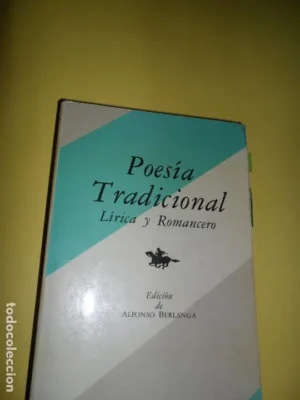 Poesía
Tradicional
Lírica y Romancero
Edición
de
ALFONSO BERLANGA
todocoleccion